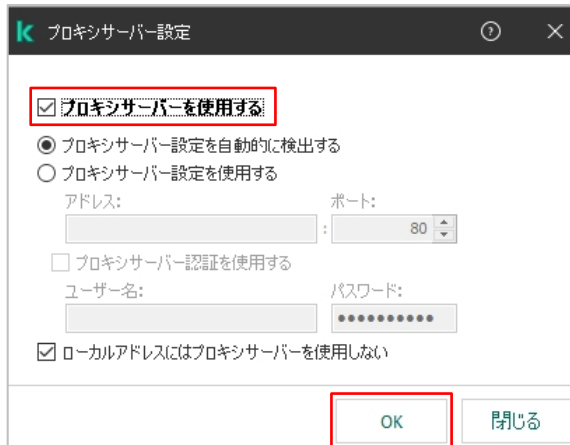 プロキシサーバー設定
プロキシサーバーを使用する
プロキシサーバー設定を自動的に検出する
プロキシサーバー設定を使用する
アドレス: ポート:
: 80
プロキシサーバー認証を使用する
ユーザー名: パスワード:
••••••••••
ローカルアドレスにはプロキシサーバーを使用しない
OK 閉じる